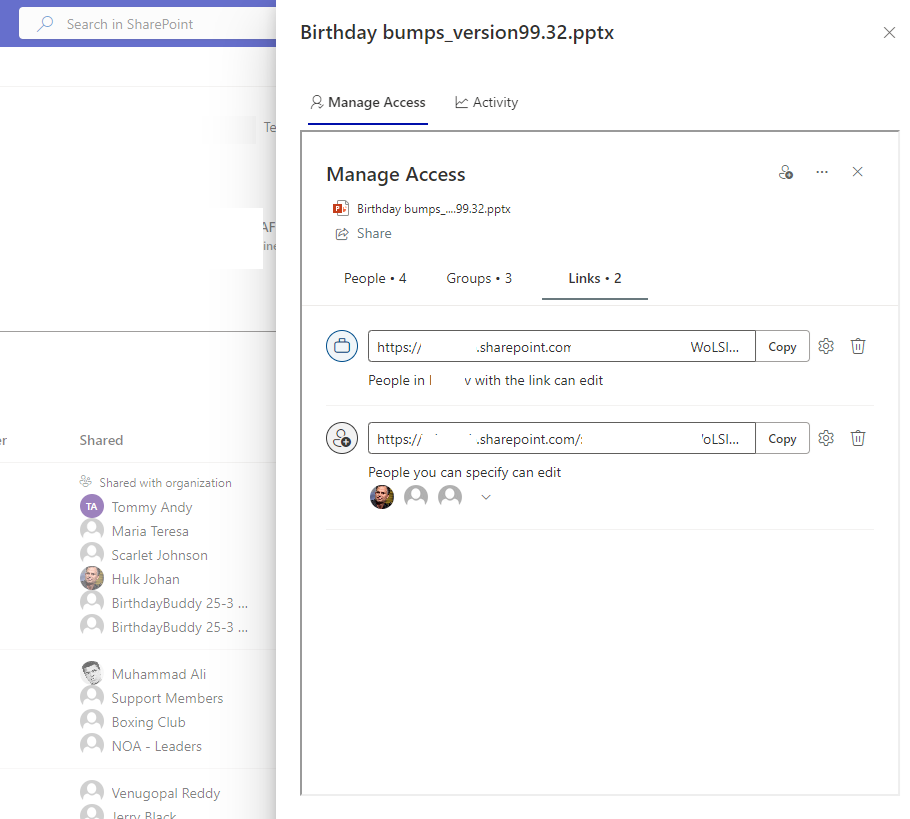 Search in SharePoint
Te
AF
ine
er
Shared
Shared with organization
TA
Tommy Andy
Maria Teresa
Scarlet Johnson
Hulk Johan
BirthdayBuddy 25-3 ...
BirthdayBuddy 25-3 ...
Muhammad Ali
Support Members
Boxing Club
NOA - Leaders
Venugopal Reddy
Jerry Black
Birthday bumps_version99.32.pptx
Manage Access Activity
Manage Access
Birthday bumps_....99.32.pptx
Share
People • 4 Groups • 3 Links • 2
https:// .sharepoint.com WoLSI... Copy
People in with the link can edit
https:// .sharepoint.com/ oLSI... Copy
People you can specify can edit